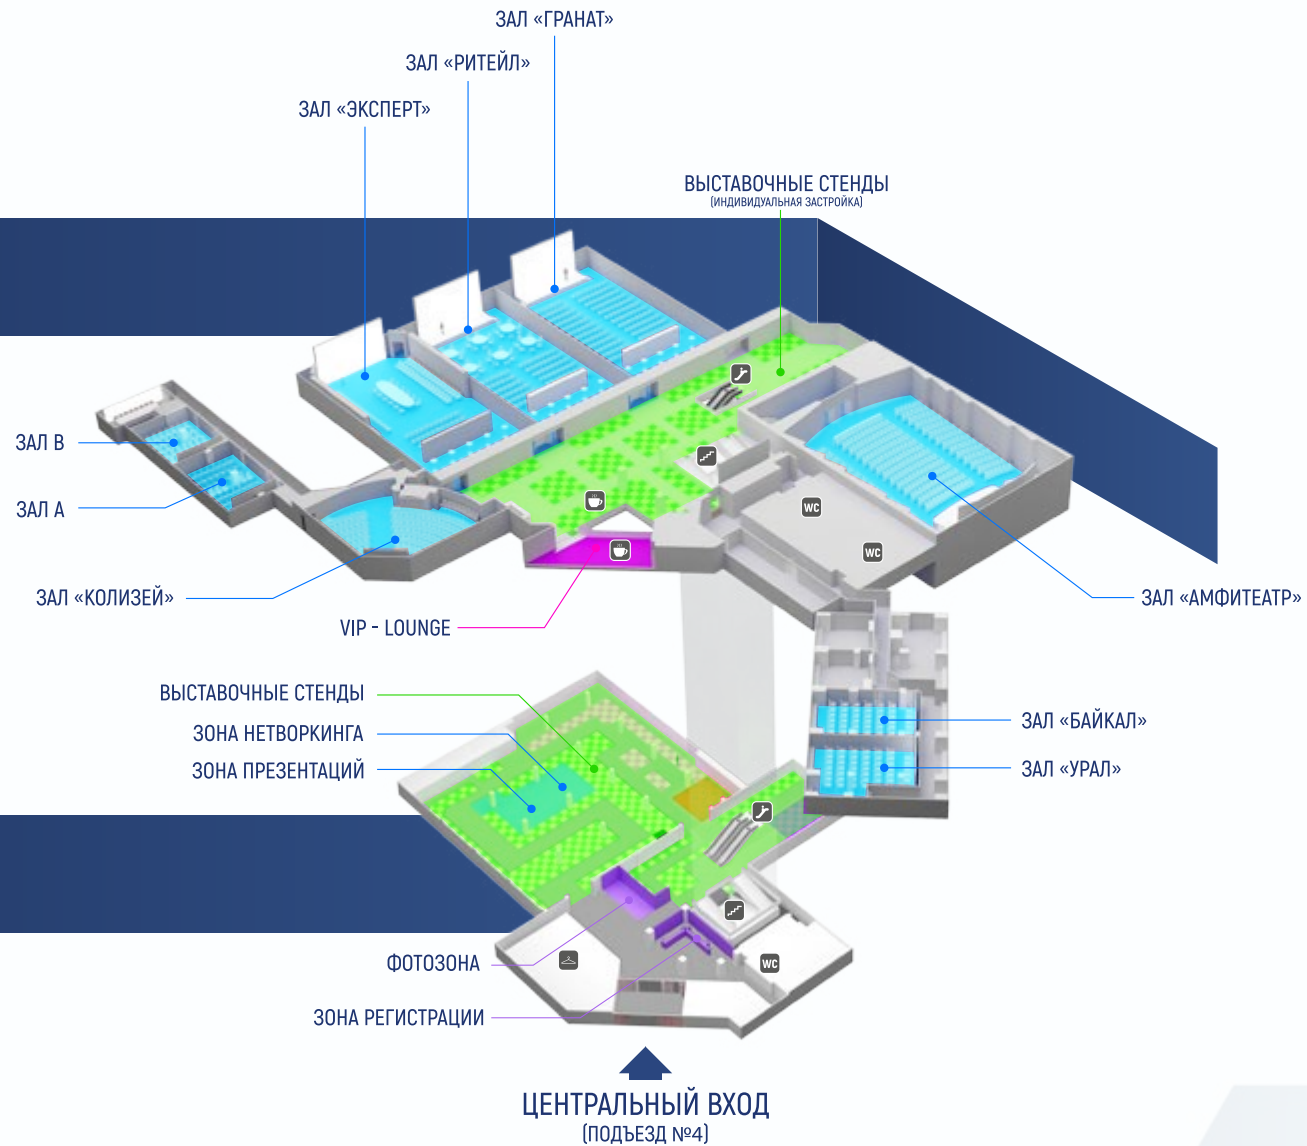 ЗАЛ «ГРАНАТ»
ЗАЛ «РИТЕЙЛ»
ЗАЛ «ЭКСПЕРТ»
ВЫСТАВОЧНЫЕ СТЕНДЫ
(ИНДИВИДУАЛЬНАЯ ЗАСТРОЙКА)
ЗАЛ B
ЗАЛ A
ЗАЛ «КОЛИЗЕЙ»
VIP - LOUNGE
WC
WC
ЗАЛ «АМФИТЕАТР»
ВЫСТАВОЧНЫЕ СТЕНДЫ
ЗОНА НЕТВОРКИНГА
ЗОНА ПРЕЗЕНТАЦИЙ
ЗАЛ «БАЙКАЛ»
ЗАЛ «УРАЛ»
ФОТОЗОНА
WC
ЗОНА РЕГИСТРАЦИИ
ЦЕНТРАЛЬНЫЙ ВХОД
(ПОДЪЕЗД №4)